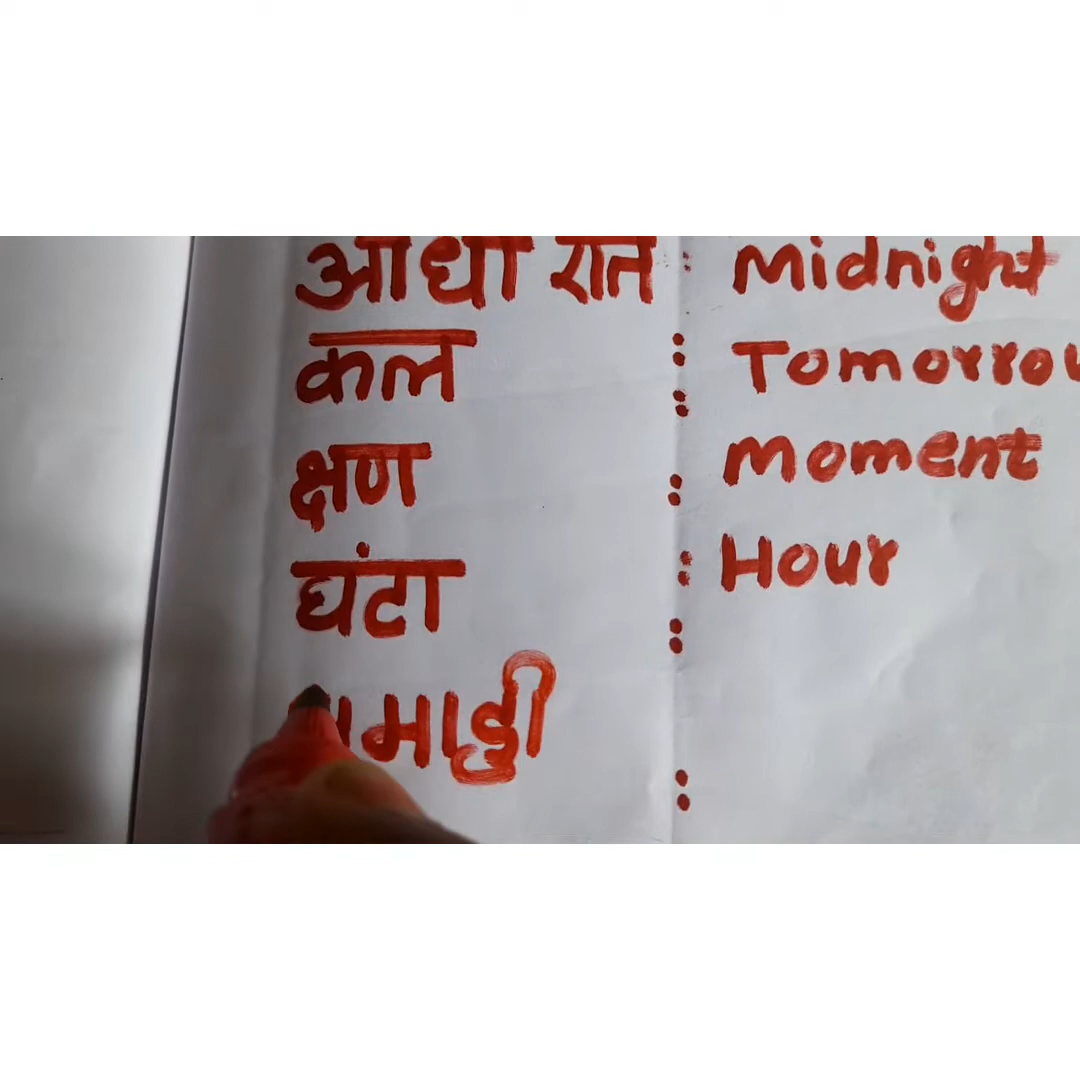 आधी रात : Midnight
कल : Tomorrow
क्षण : Moment
घंटा : Hour